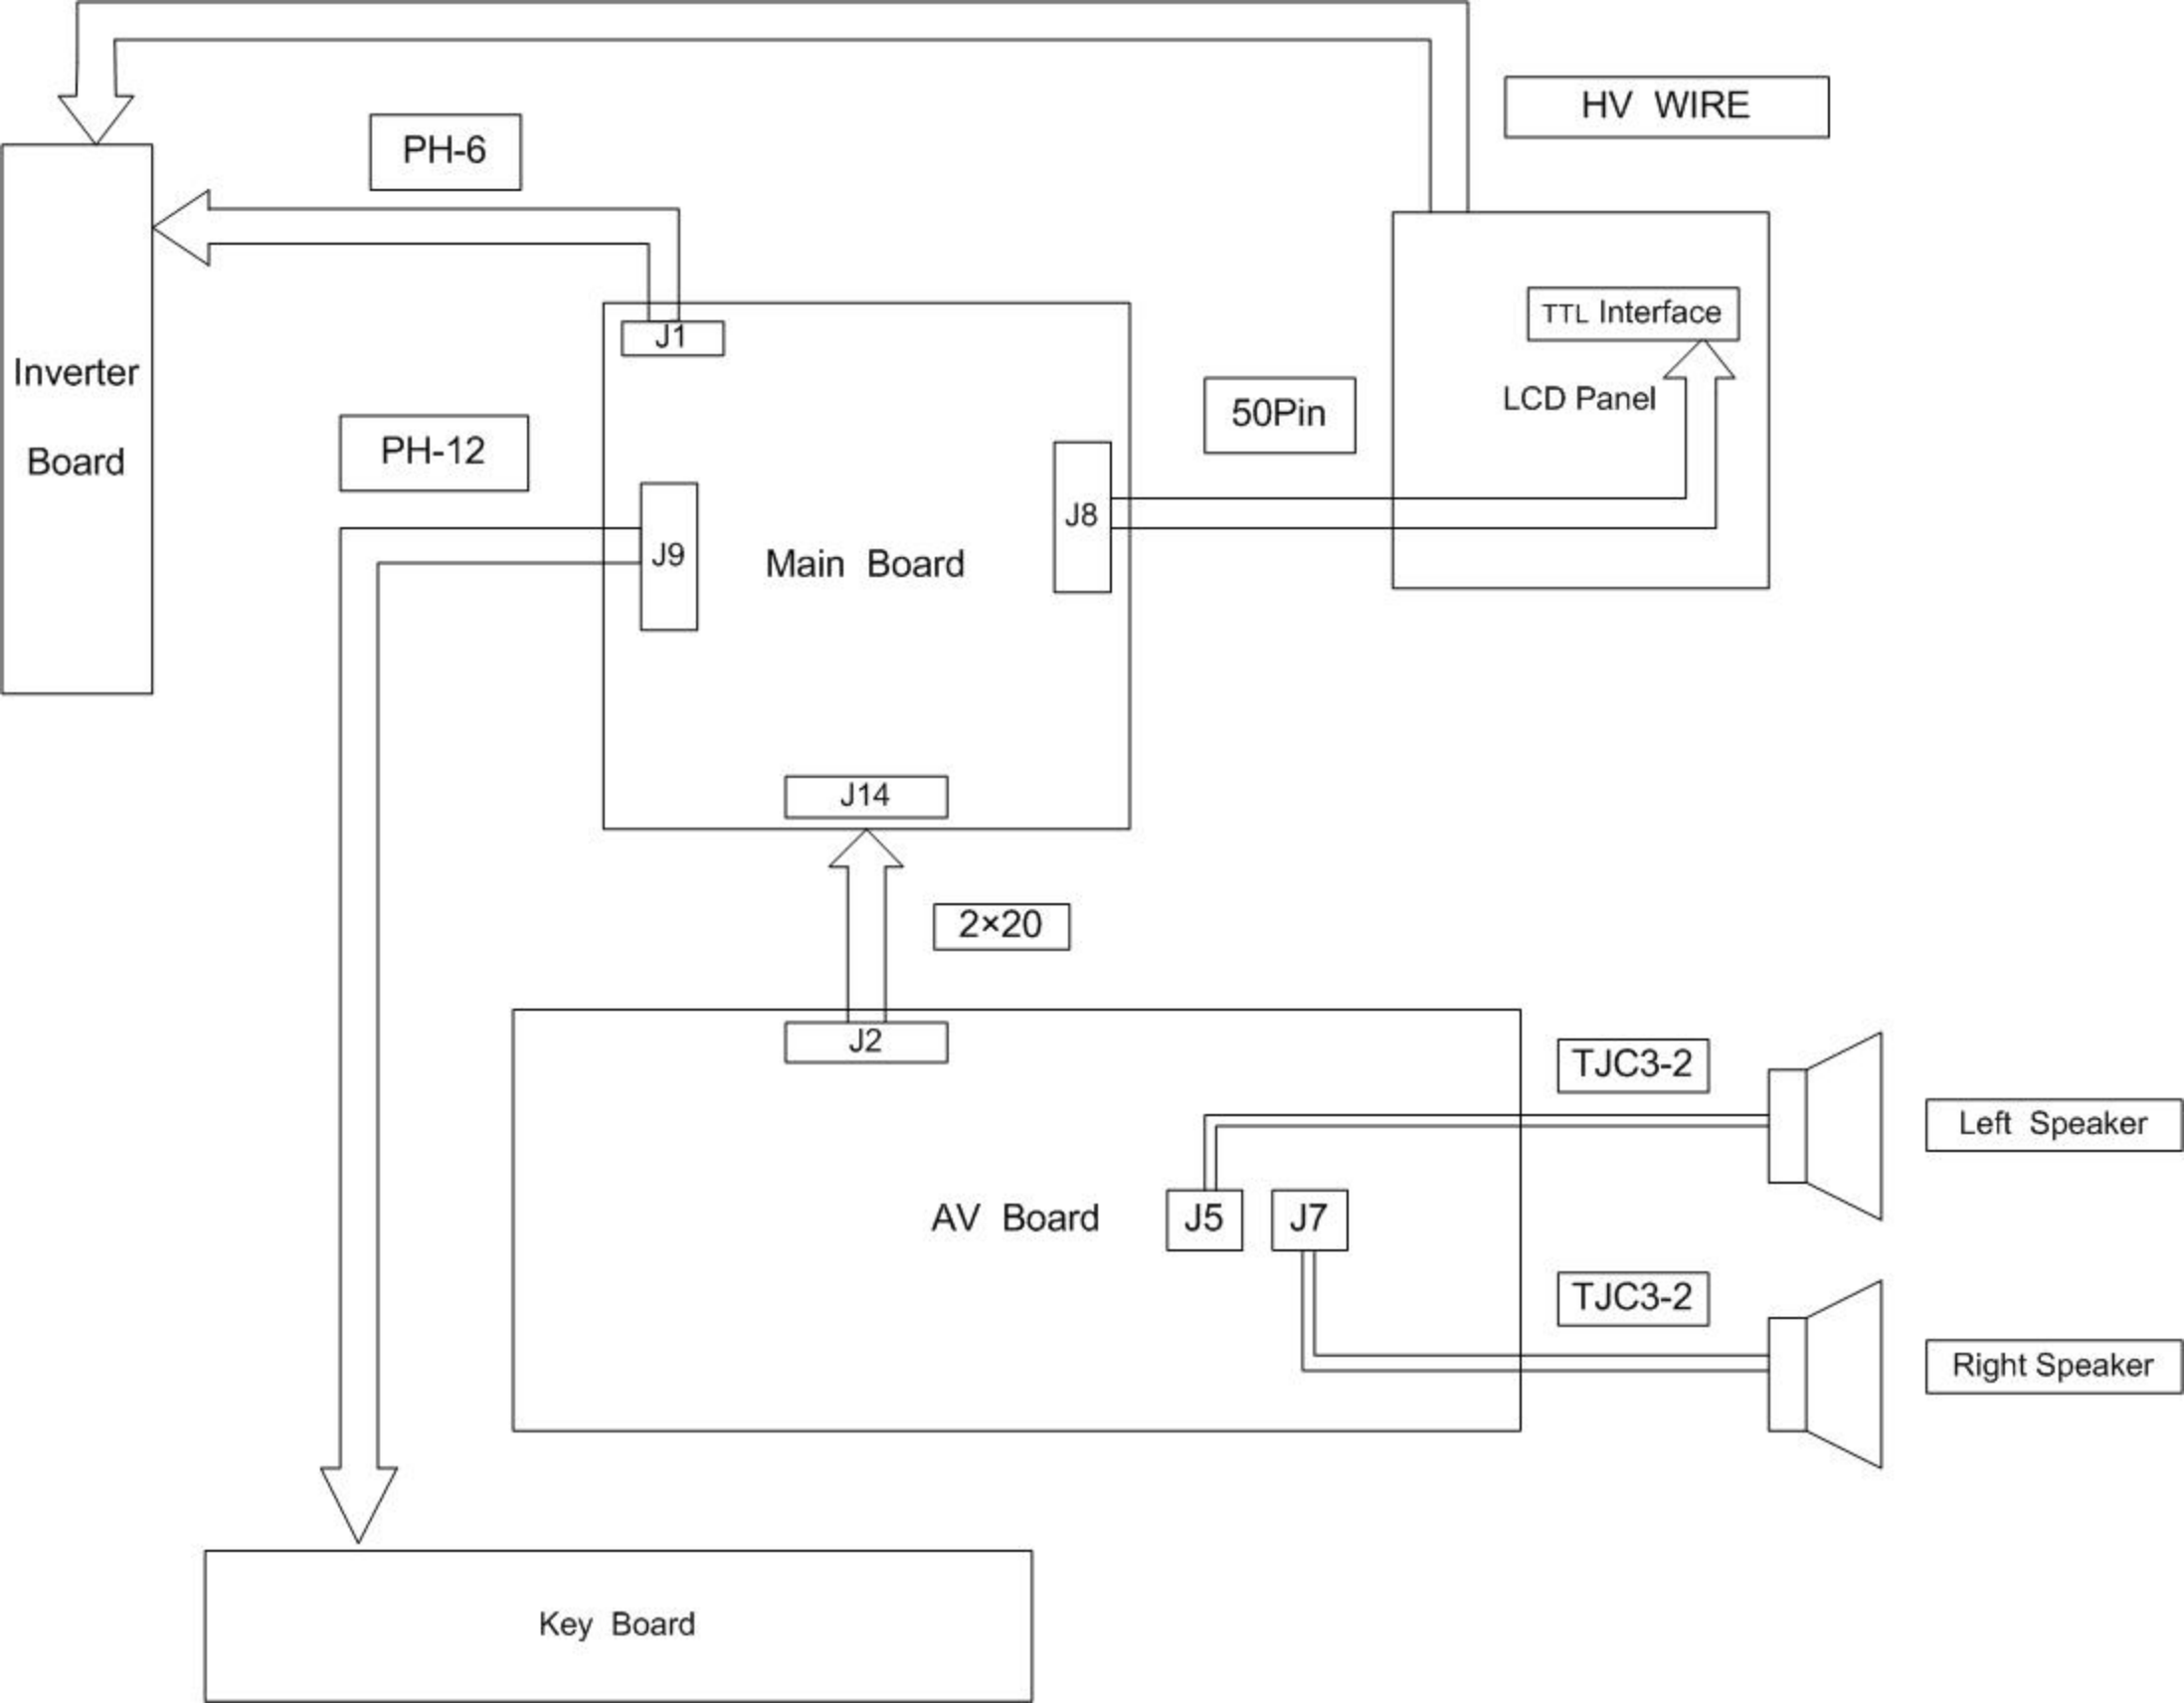 HV WIRE
PH-6
TTL Interface
J1
Inverter
Board
LCD Panel
50Pin
PH-12
J8
J9
Main Board
J14
2×20
J2
TJC3-2
Left Speaker
AV Board
J5
J7
TJC3-2
Right Speaker
Key Board